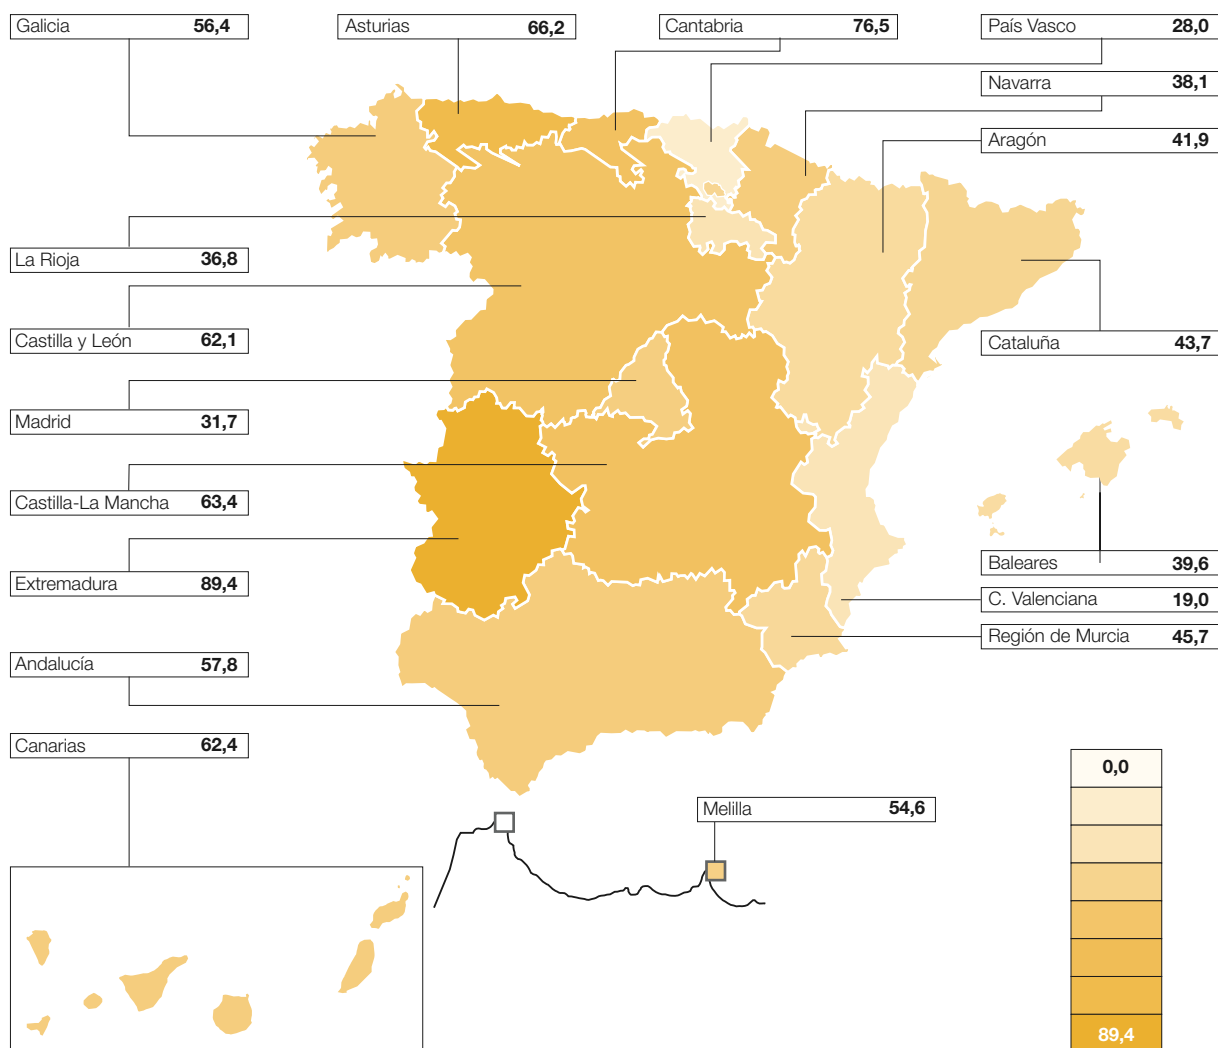 Galicia 56,4
Asturias 66,2
Cantabria 76,5
País Vasco 28,0
Navarra 38,1
Aragón 41,9
La Rioja 36,8
Castilla y León 62,1
Cataluña 43,7
Madrid 31,7
Castilla-La Mancha 63,4
Extremadura 89,4
Baleares 39,6
C. Valenciana 19,0
Región de Murcia 45,7
Andalucía 57,8
Canarias 62,4
Melilla 54,6
0,0
89,4